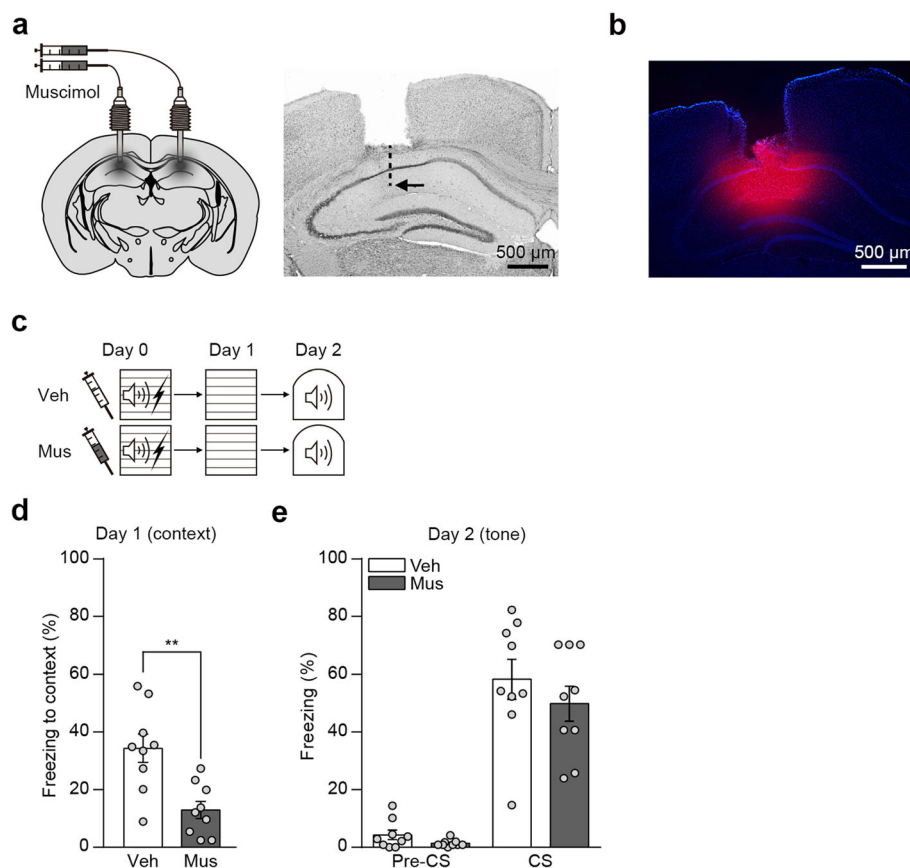 a
Muscimol
500 µm
b
500 µm
c
Day 0 Day 1 Day 2
Veh
Mus
d
Day 1 (context)
Freezing to context (%)
100
80
60
40
20
0
**
Veh Mus
e
Day 2 (tone)
Freezing (%)
100
80
60
40
20
0
Veh
Mus
Pre-CS CS